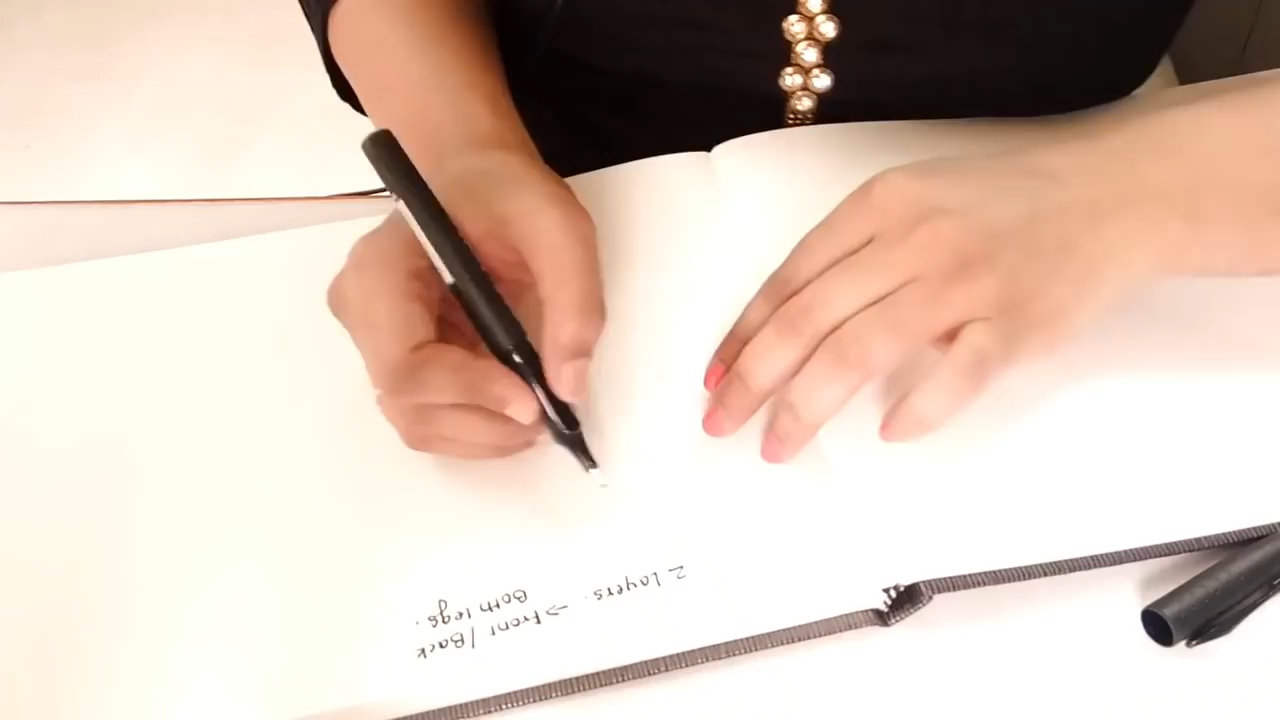 2 Layers. → Front / Back
Both legs.